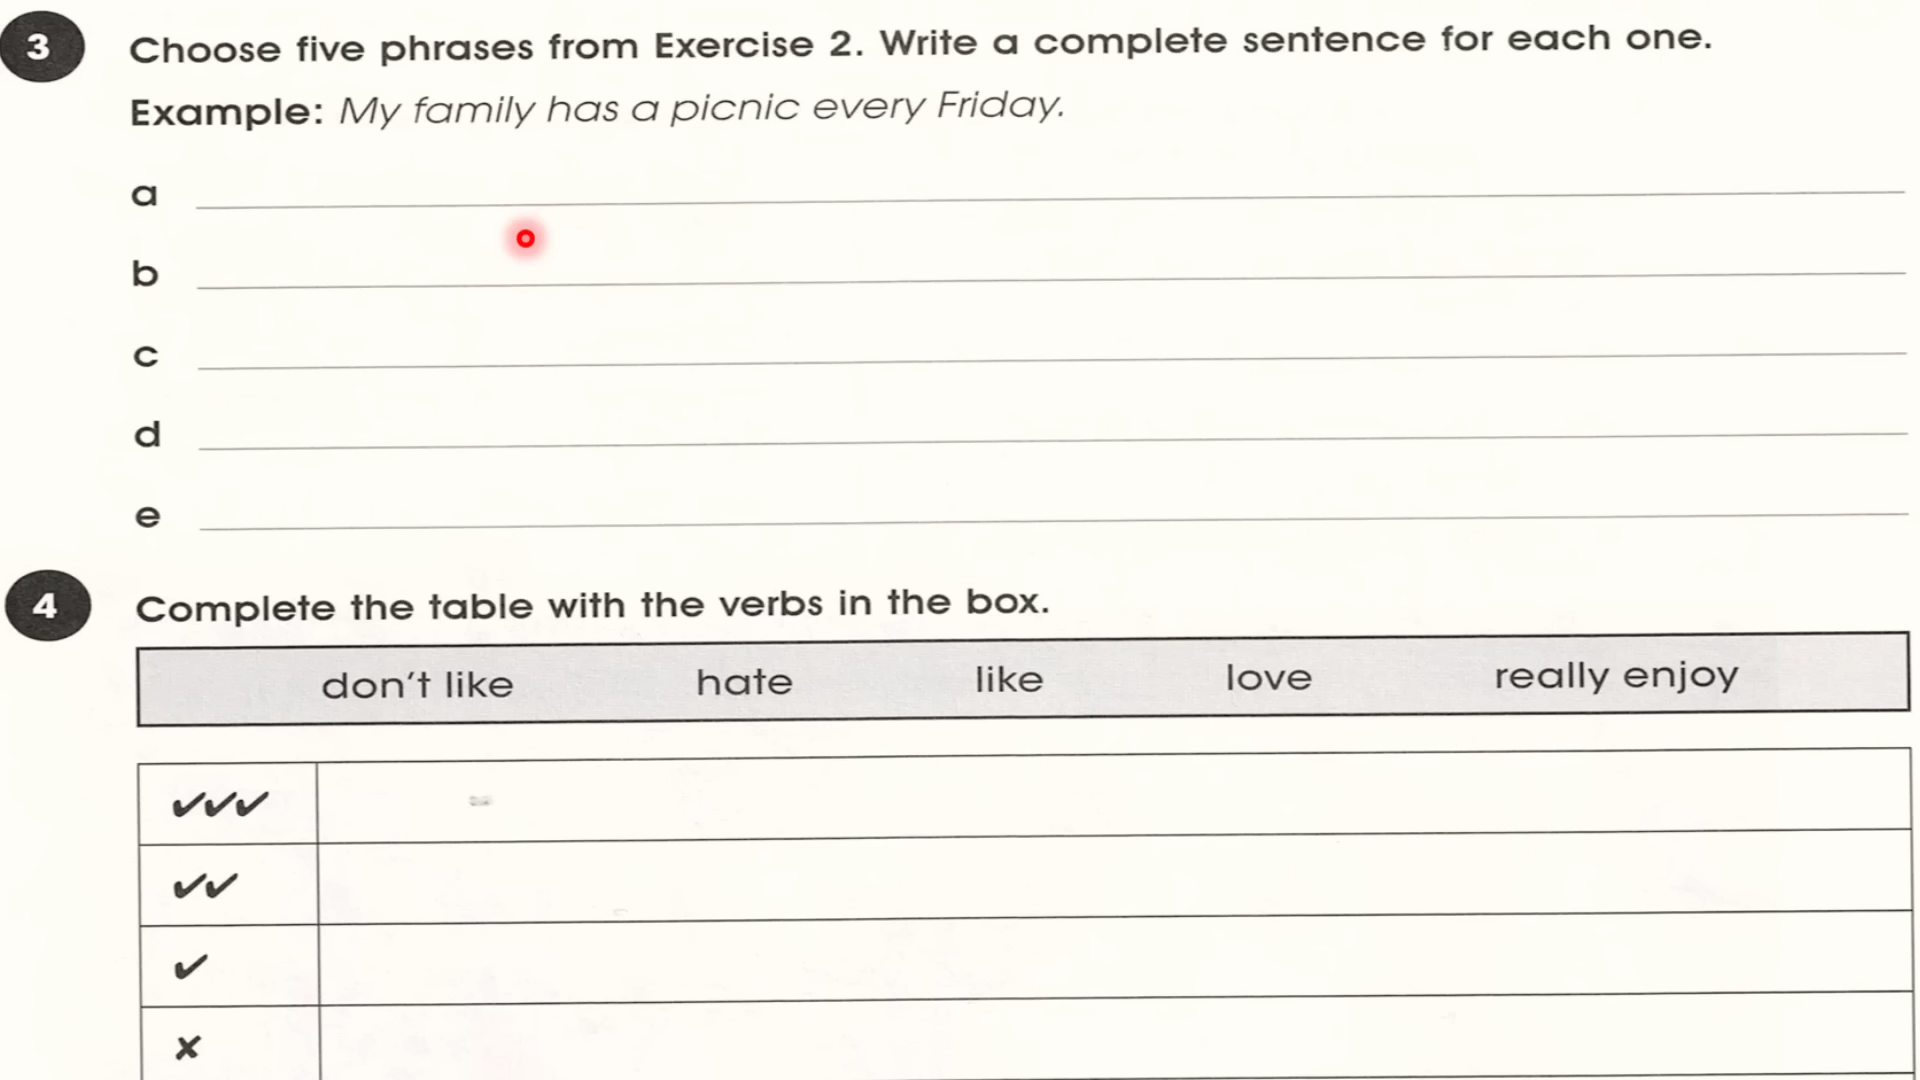 3 Choose five phrases from Exercise 2. Write a complete sentence for each one.
Example: My family has a picnic every Friday.
a
b
c
d
e
4 Complete the table with the verbs in the box.
don't like hate like love really enjoy
✔✔✔
✔✔
✔
✘